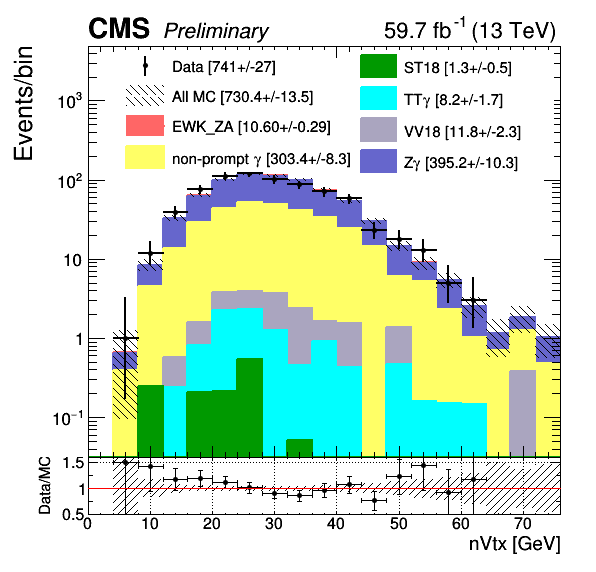 CMS Preliminary 59.7 fb⁻¹ (13 TeV)
Events/bin
Data [741+/-27]
All MC [730.4+/-13.5]
EWK_ZA [10.60+/-0.29]
non-prompt γ [303.4+/-8.3]
ST18 [1.3+/-0.5]
TTγ [8.2+/-1.7]
VV18 [11.8+/-2.3]
Zγ [395.2+/-10.3]
10³
10²
10
1
10⁻¹
Data/MC
1.5
1
0.5
0 10 20 30 40 50 60 70
nVtx [GeV]